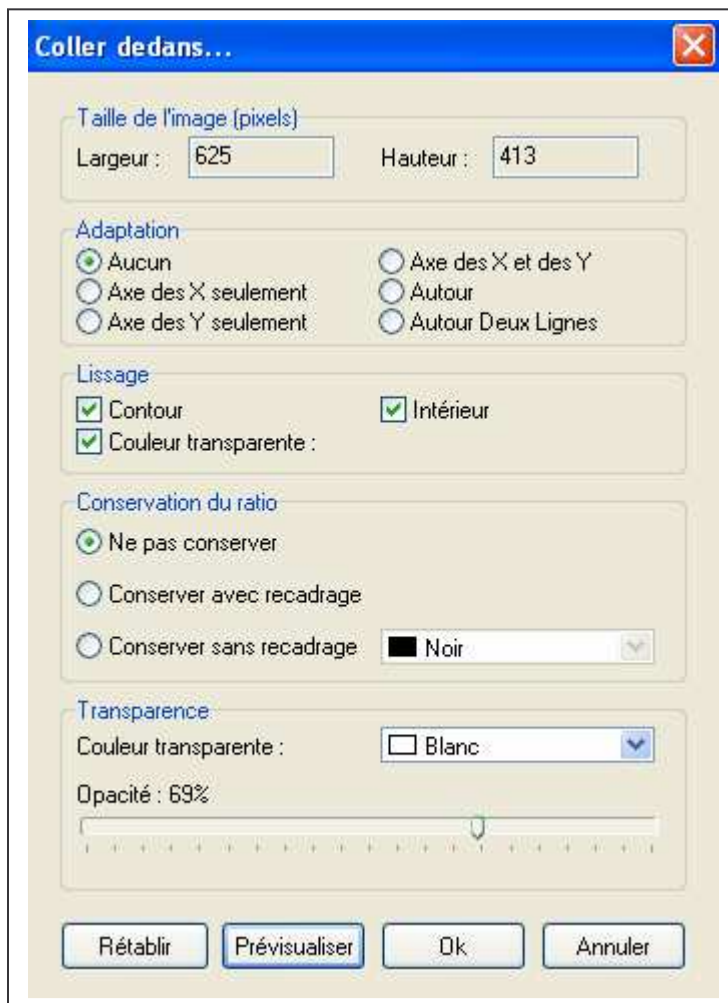 Coller dedans...
Taille de l'image (pixels)
Largeur : 625 Hauteur : 413
Adaptation
Aucun Axe des X et des Y
Axe des X seulement Autour
Axe des Y seulement Autour Deux Lignes
Lissage
Contour Intérieur
Couleur transparente :
Conservation du ratio
Ne pas conserver
Conserver avec recadrage
Conserver sans recadrage Noir
Transparence
Couleur transparente : Blanc
Opacité : 69%
Rétablir Prévisualiser Ok Annuler